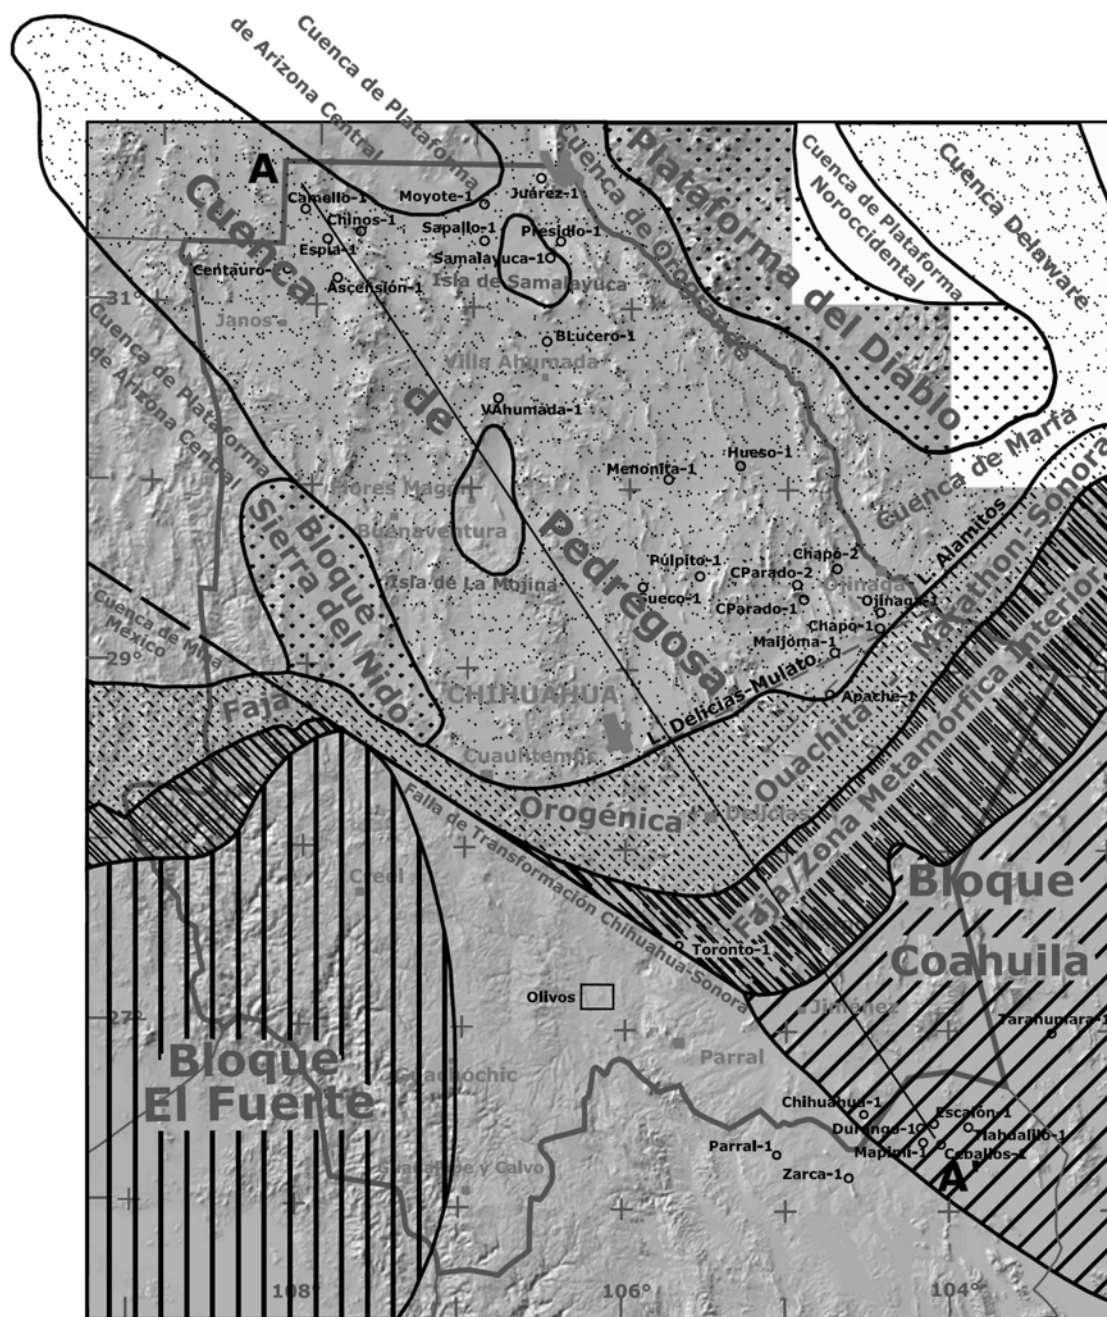 Cuenca de Plataforma
de Arizona Central
A
Cuenca
de
Pedregosa
Camello-1
Chinos-1
Espía-1
Centauro-
Ascensión-1
Moyote-1
Juárez-1
Sapallo-1
Presidio-1
Samalayuca-1
Isla de Samalayuca
Cuenca de Orogrande
Plataforma del Diablo
Cuenca de Plataforma
Noroccidental
Cuenca Delaware
31°
Janos
Cuenca de Plataforma
de Arizona Central
BLucero-1
Villa Ahumada
VAhumada-1
Menonita-1
Hueso-1
Cuenca de Marfa
Flores Magón
Buenaventura
Isla de La Mojina
Bloque
Sierra del Nido
Púlpito-1
Sueco-1
Chapo-2
CParado-2
CParado-1
Ojinaga
Ojinaga-1
Chapo-1
Maijoma-1
Apache-1
Alamitos
L. Delicias-Mulato
Cuenca de Mina
México
29°
CHIHUAHUA
Cuauhtemóc
Delicias
Faja
Orogénica
Ouachita
Marathon-Sonora
Faja/Zona Metamórfica Interior
Falla de Transformación Chihuahua-Sonora
Creel
Toronto-1
Olivos
Bloque
Coahuila
Jiménez
Tarahumara-1
27°
Bloque
El Fuerte
Guachochic
Parral
Guadalupe y Calvo
Chihuahua-1
Escalón-1
Durango-1
Tlahualilo-1
Mapimí-1
Ceballos-1
Parral-1
Zarca-1
A'
108°
106°
104°